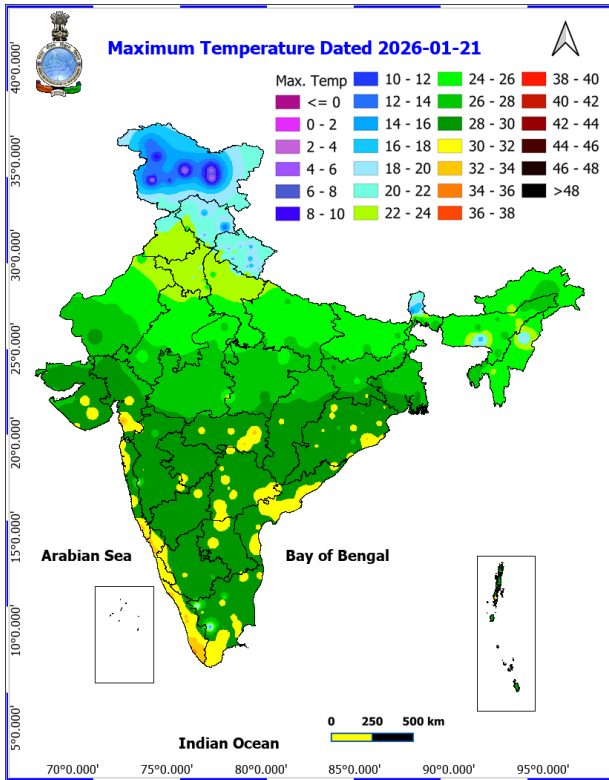 Maximum Temperature Dated 2026-01-21
Max. Temp
<= 0
0 - 2
2 - 4
4 - 6
6 - 8
8 - 10
10 - 12
12 - 14
14 - 16
16 - 18
18 - 20
20 - 22
22 - 24
24 - 26
26 - 28
28 - 30
30 - 32
32 - 34
34 - 36
36 - 38
38 - 40
40 - 42
42 - 44
44 - 46
46 - 48
>48
40°0.000'
35°0.000'
30°0.000'
25°0.000'
20°0.000'
15°0.000'
10°0.000'
5°0.000'
Arabian Sea
Bay of Bengal
Indian Ocean
0 250 500 km
70°0.000' 75°0.000' 80°0.000' 85°0.000' 90°0.000' 95°0.000'